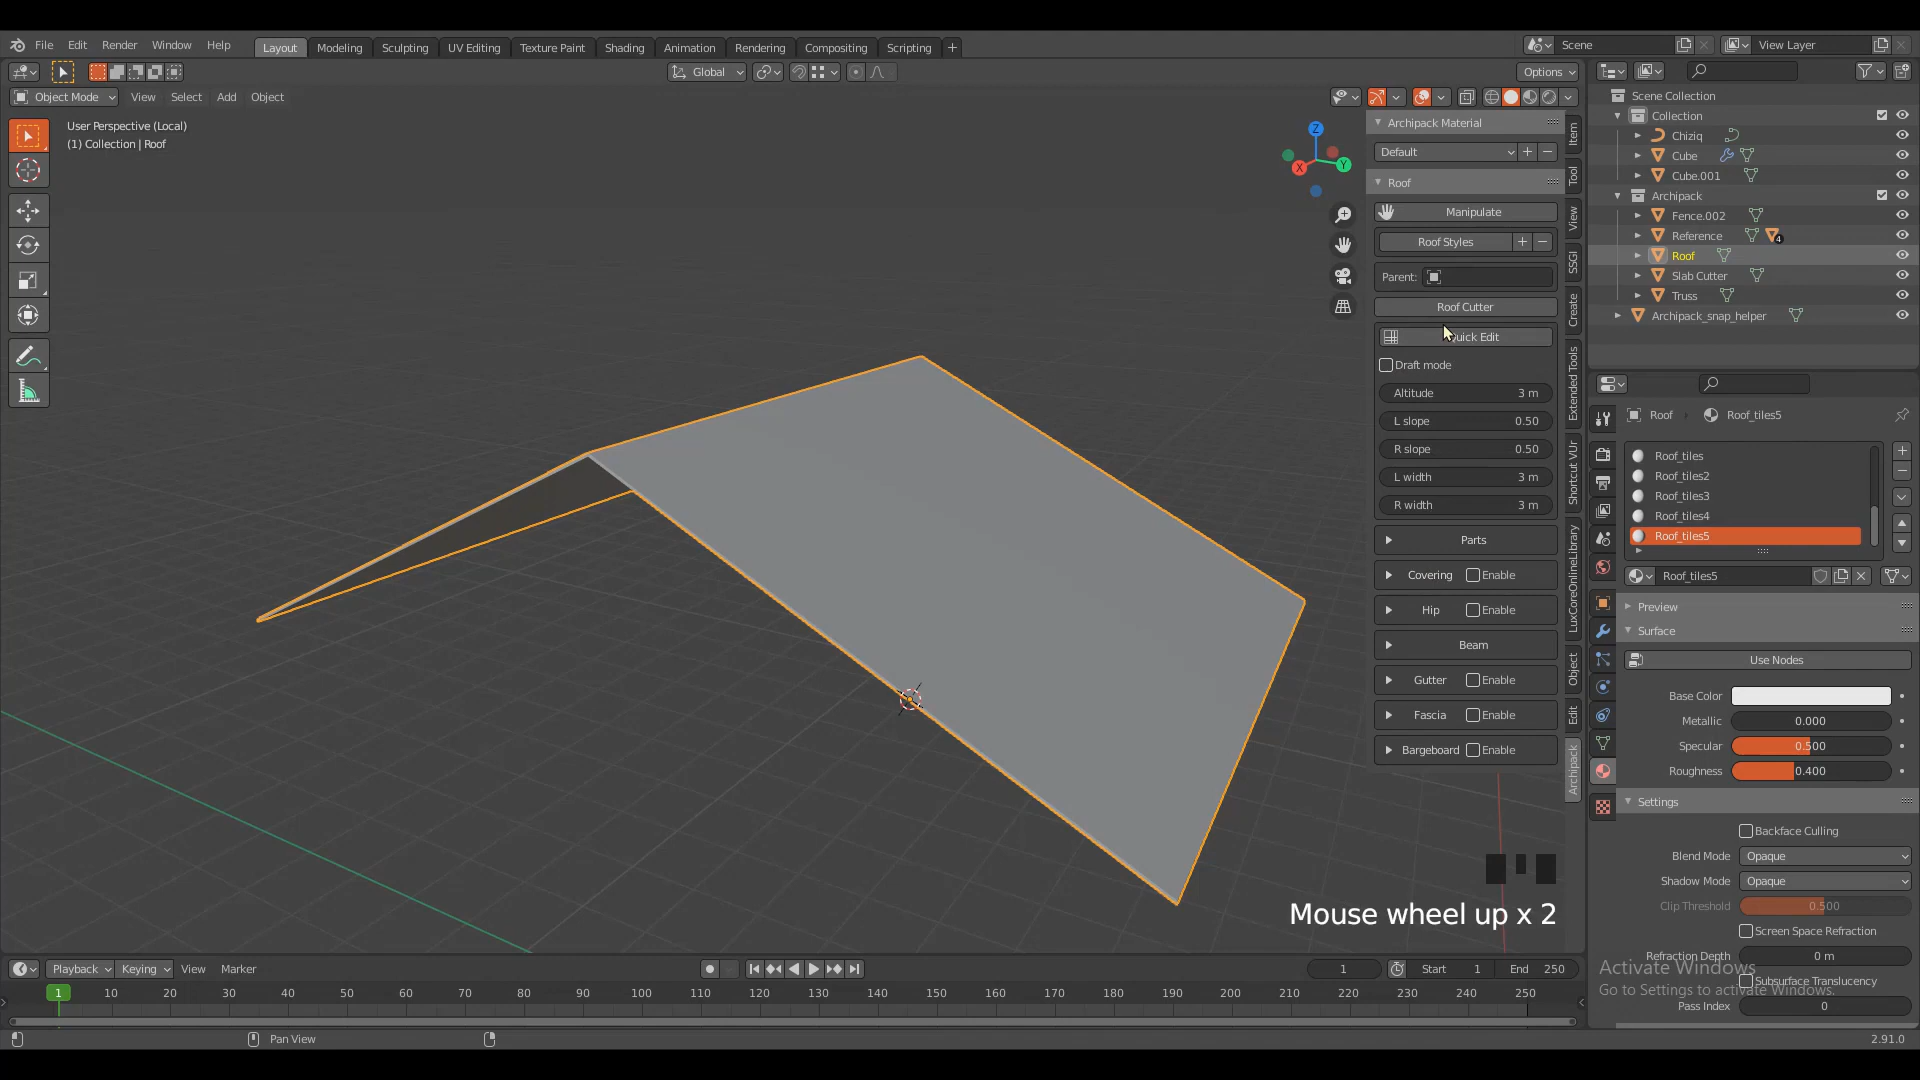 File Edit Render Window Help
Layout Modeling Sculpting UV Editing Texture Paint Shading Animation Rendering Compositing Scripting +
Scene
View Layer
Global
Options
Object Mode View Select Add Object
User Perspective (Local)
(1) Collection | Roof
Z
X
Y
Archipack Material
Default
Roof
Manipulate
Roof Styles
Parent:
Roof Cutter
uick Edit
Draft mode
Altitude 3 m
L slope 0.50
R slope 0.50
L width 3 m
R width 3 m
Parts
Covering Enable
Hip Enable
Beam
Gutter Enable
Fascia Enable
Bargeboard Enable
Item
Tool
View
SSGI
Create
Extended Tools
Shortcut VUr
LuxCoreOnlineLibrary
Object
Edit
Archipack
Scene Collection
Collection
Chiziq
Cube
Cube.001
Archipack
Fence.002
Reference 4
Roof
Slab Cutter
Truss
Archipack_snap_helper
Roof Roof_tiles5
Roof_tiles
Roof_tiles2
Roof_tiles3
Roof_tiles4
Roof_tiles5
Roof_tiles5
Preview
Surface
Use Nodes
Base Color
Metallic 0.000
Specular 0.500
Roughness 0.400
Settings
Backface Culling
Blend Mode Opaque
Shadow Mode Opaque
Clip Threshold 0.500
Screen Space Refraction
Refraction Depth 0 m
Subsurface Translucency
Pass Index 0
Activate Windows
Go to Settings to activate Windows.
Mouse wheel up x 2
Playback Keying View Marker
1
Start 1
End 250
1 10 20 30 40 50 60 70 80 90 100 110 120 130 140 150 160 170 180 190 200 210 220 230 240 250
Pan View
2.91.0